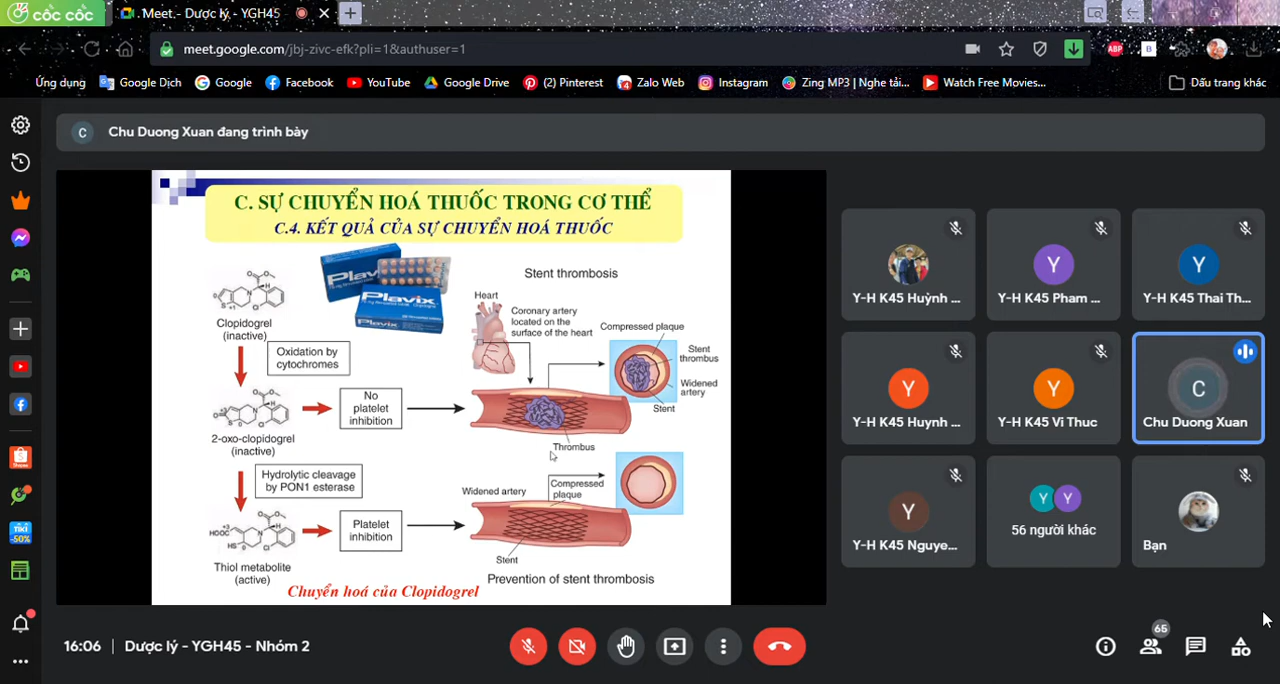 cốc cốc
Meet - Dược lý - YGH45
meet.google.com/jbj-zivc-efk?pli=1&authuser=1
ABP
B
Ứng dụng
Google Dịch
Google
Facebook
YouTube
Google Drive
(2) Pinterest
Zalo Web
Instagram
Zing MP3 | Nghe tải...
Watch Free Movies...
Dấu trang khác
C
Chu Duong Xuan đang trình bày
C. SỰ CHUYỂN HOÁ THUỐC TRONG CƠ THỂ
C.4. KẾT QUẢ CỦA SỰ CHUYỂN HOÁ THUỐC
Plavix
Plavix
Stent thrombosis
Heart
Coronary artery
located on the
surface of the heart
Compressed plaque
Stent
thrombus
Widened
artery
Stent
Thrombus
Clopidogrel
(inactive)
Oxidation by
cytochromes
No
platelet
inhibition
2-oxo-clopidogrel
(inactive)
Hydrolytic cleavage
by PON1 esterase
Widened artery
Compressed
plaque
Platelet
inhibition
Stent
HOOC
HS
Thiol metabolite
(active)
Prevention of stent thrombosis
Chuyển hoá của Clopidogrel
Y-H K45 Huỳnh ...
Y
Y-H K45 Pham ...
Y
Y-H K45 Thai Th...
Y
Y-H K45 Huynh ...
Y
Y-H K45 Vi Thuc
C
Chu Duong Xuan
Y
Y-H K45 Nguye...
Y Y
56 người khác
Bạn
TIKI
-50%
16:06 | Dược lý - YGH45 - Nhóm 2
65